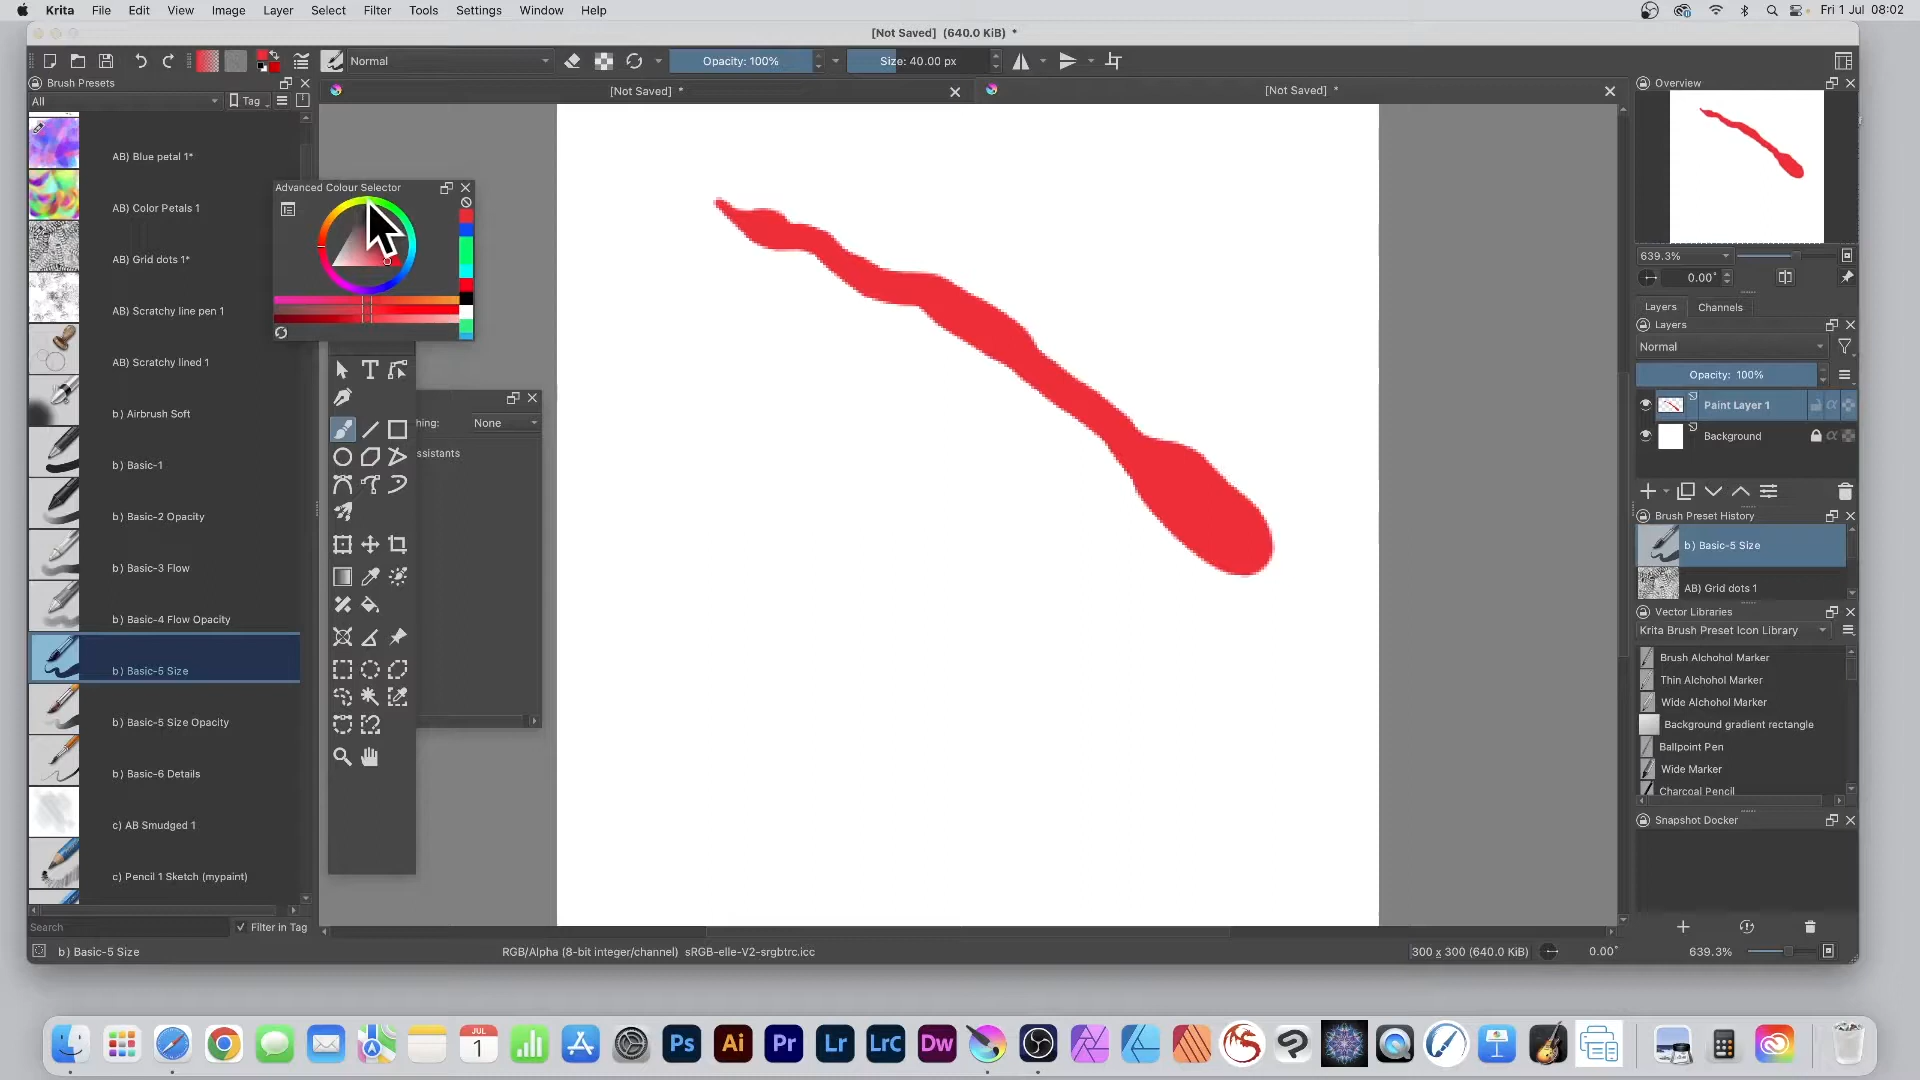 Krita File Edit View Image Layer Select Filter Tools Settings Window Help Fri 1 Jul 08:02
[Not Saved] (640.0 KiB) *
Normal Opacity: 100% Size: 40.00 px
Brush Presets
All Tag
[Not Saved] * [Not Saved] *
AB) Blue petal 1*
AB) Color Petals 1
AB) Grid dots 1*
AB) Scratchy line pen 1
AB) Scratchy lined 1
b) Airbrush Soft
b) Basic-1
b) Basic-2 Opacity
b) Basic-3 Flow
b) Basic-4 Flow Opacity
b) Basic-5 Size
b) Basic-5 Size Opacity
b) Basic-6 Details
c) AB Smudged 1
c) Pencil 1 Sketch (mypaint)
Search Filter in Tag
Advanced Colour Selector
hing: None
ssistants
Overview
639.3%
0.00°
Layers Channels
Layers
Normal
Opacity: 100%
Paint Layer 1
Background
Brush Preset History
b) Basic-5 Size
AB) Grid dots 1
Vector Libraries
Krita Brush Preset Icon Library
Brush Alchohol Marker
Thin Alchohol Marker
Wide Alchohol Marker
Background gradient rectangle
Ballpoint Pen
Wide Marker
Charcoal Pencil
Snapshot Docker
b) Basic-5 Size RGB/Alpha (8-bit integer/channel) sRGB-elle-V2-srgbtrc.icc 300 x 300 (640.0 KiB) 0.00° 639.3%
JUL
1
Ps Ai Pr Lr LrC Dw